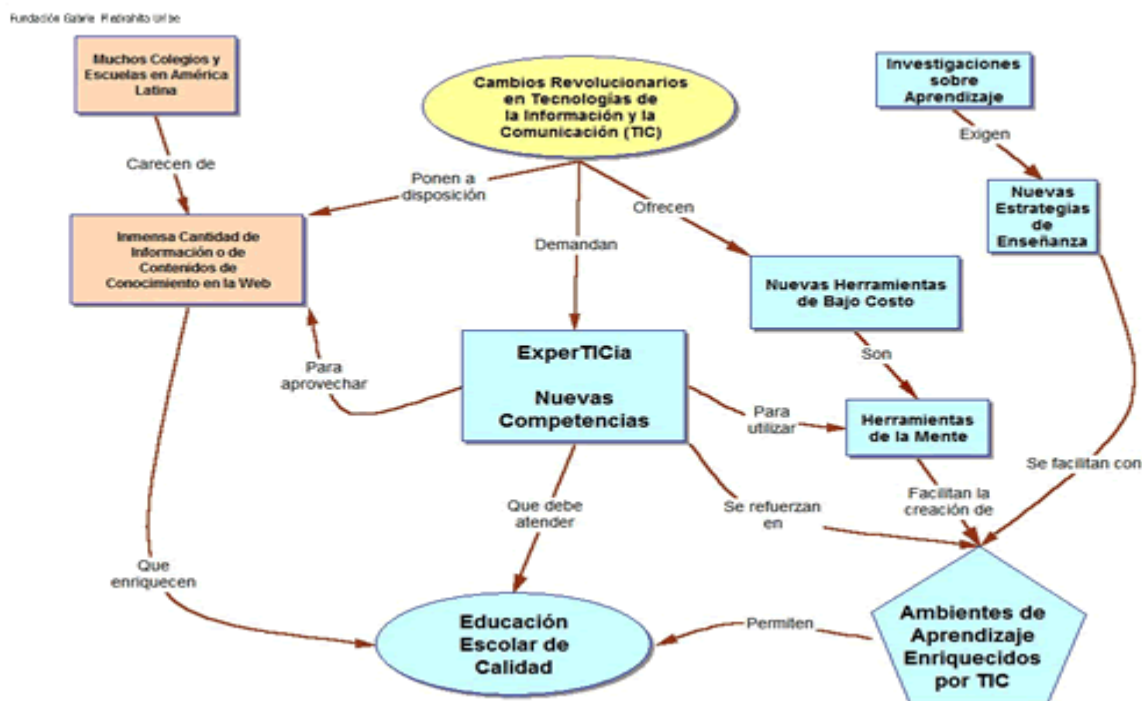 Fundación Gabriel Piedrahita Uribe
Muchos Colegios y
Escuelas en América
Latina
Cambios Revolucionarios
en Tecnologías de
la Información y la
Comunicación (TIC)
Investigaciones
sobre
Aprendizaje
Carecen de
Ponen a
disposición
Ofrecen
Exigen
Nuevas
Estrategias
de
Enseñanza
Inmensa Cantidad de
Información o de
Contenidos de
Conocimiento en la Web
Demandan
Nuevas Herramientas
de Bajo Costo
Para
aprovechar
ExperTICia
Nuevas
Competencias
Son
Para
utilizar
Herramientas
de la Mente
Se facilitan con
Que debe
atender
Se refuerzan
en
Facilitan la
creación de
Que
enriquecen
Educación
Escolar de
Calidad
Permiten
Ambientes de
Aprendizaje
Enriquecidos
por TIC